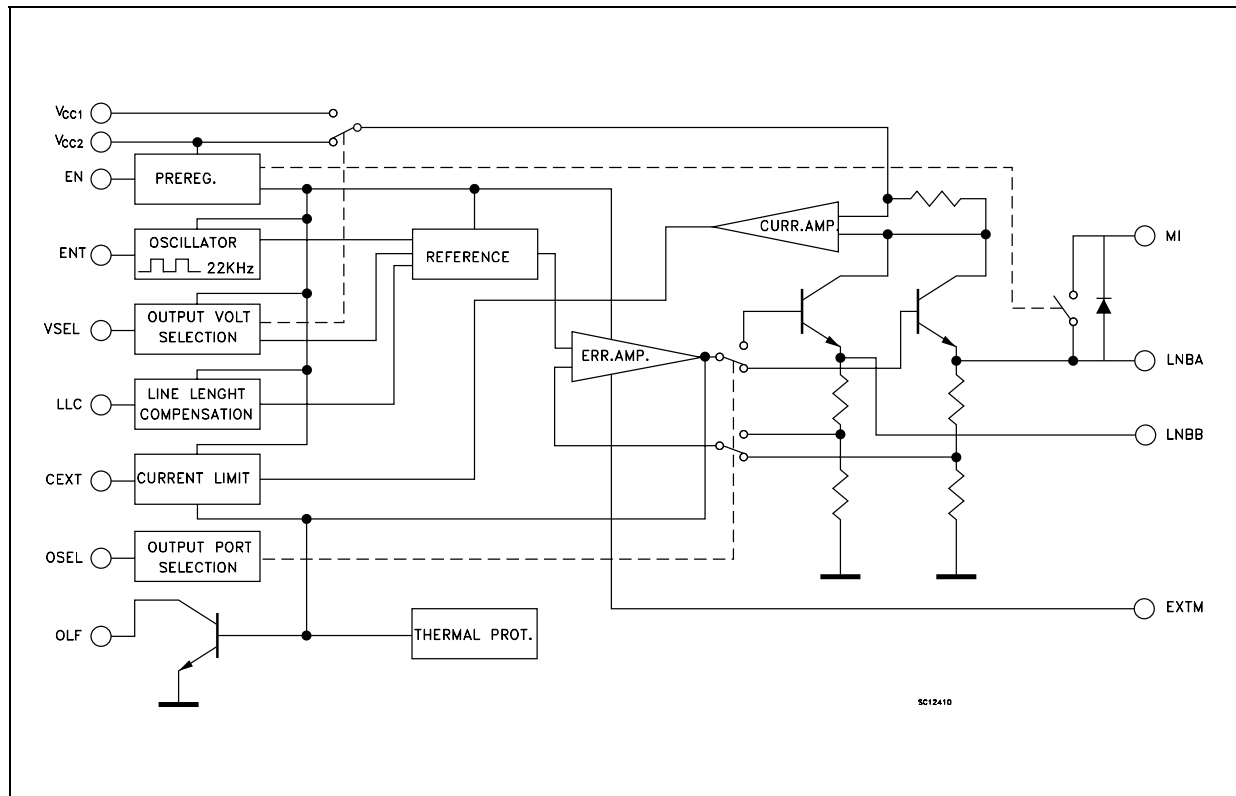 VCC1
VCC2
EN
PREREG.
ENT
OSCILLATOR
22KHz
REFERENCE
CURR.AMP.
MI
VSEL
OUTPUT VOLT
SELECTION
ERR.AMP.
LNBA
LLC
LINE LENGHT
COMPENSATION
LNBB
CEXT
CURRENT LIMIT
OSEL
OUTPUT PORT
SELECTION
OLF
THERMAL PROT.
EXTM
SC12410